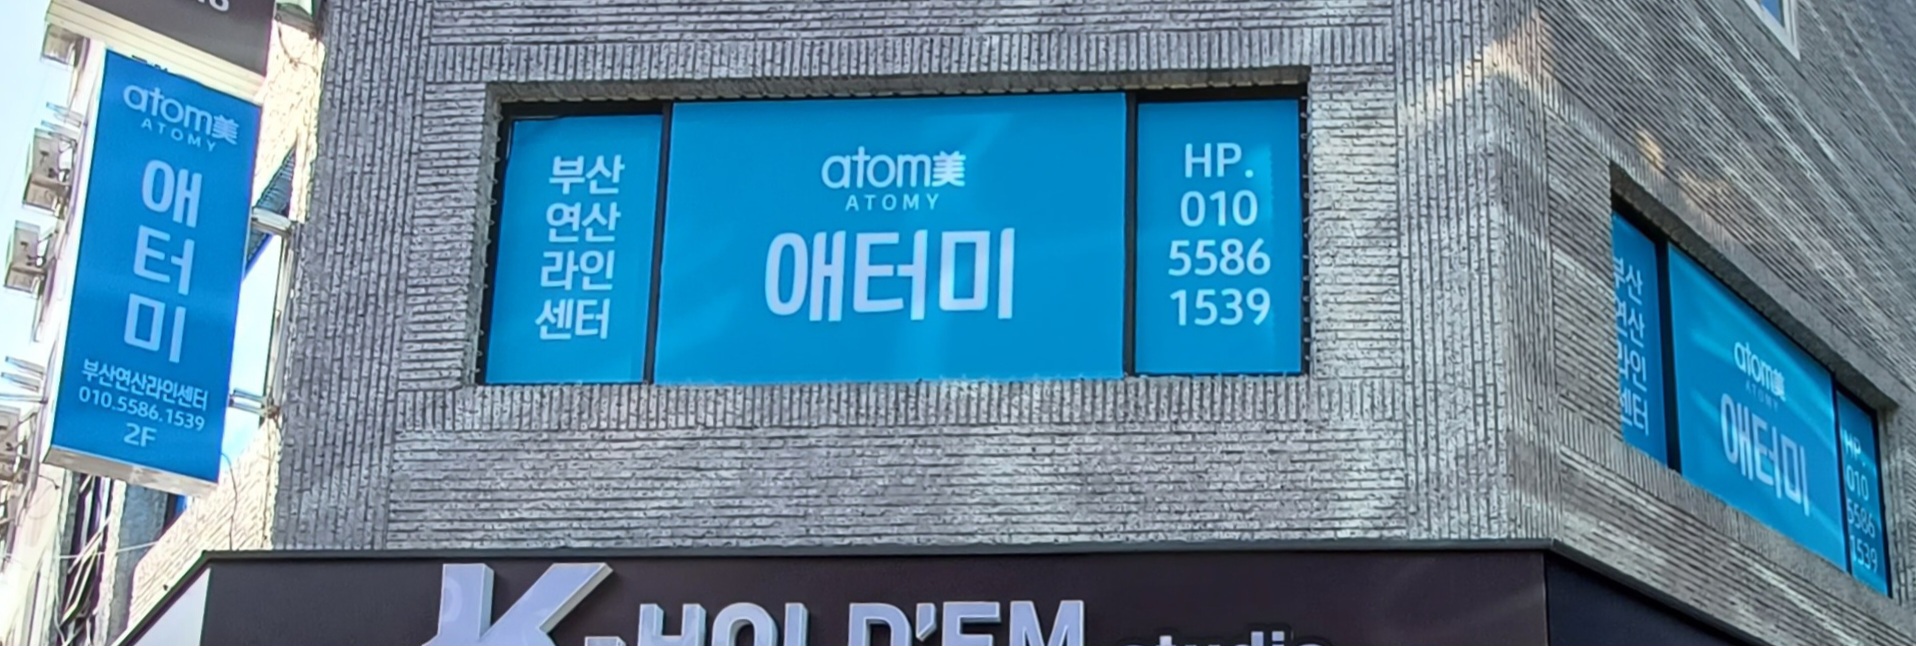 atom美
ATOMY
애터미
부산연산라인센터
010.5586.1539
2F
부산
연산
라인
센터
atom美
ATOMY
애터미
HP.
010
5586
1539
부산
연산
라인
센터
atom美
ATOMY
애터미
HP.
010
5586
1539
K-HOLD'EM studio